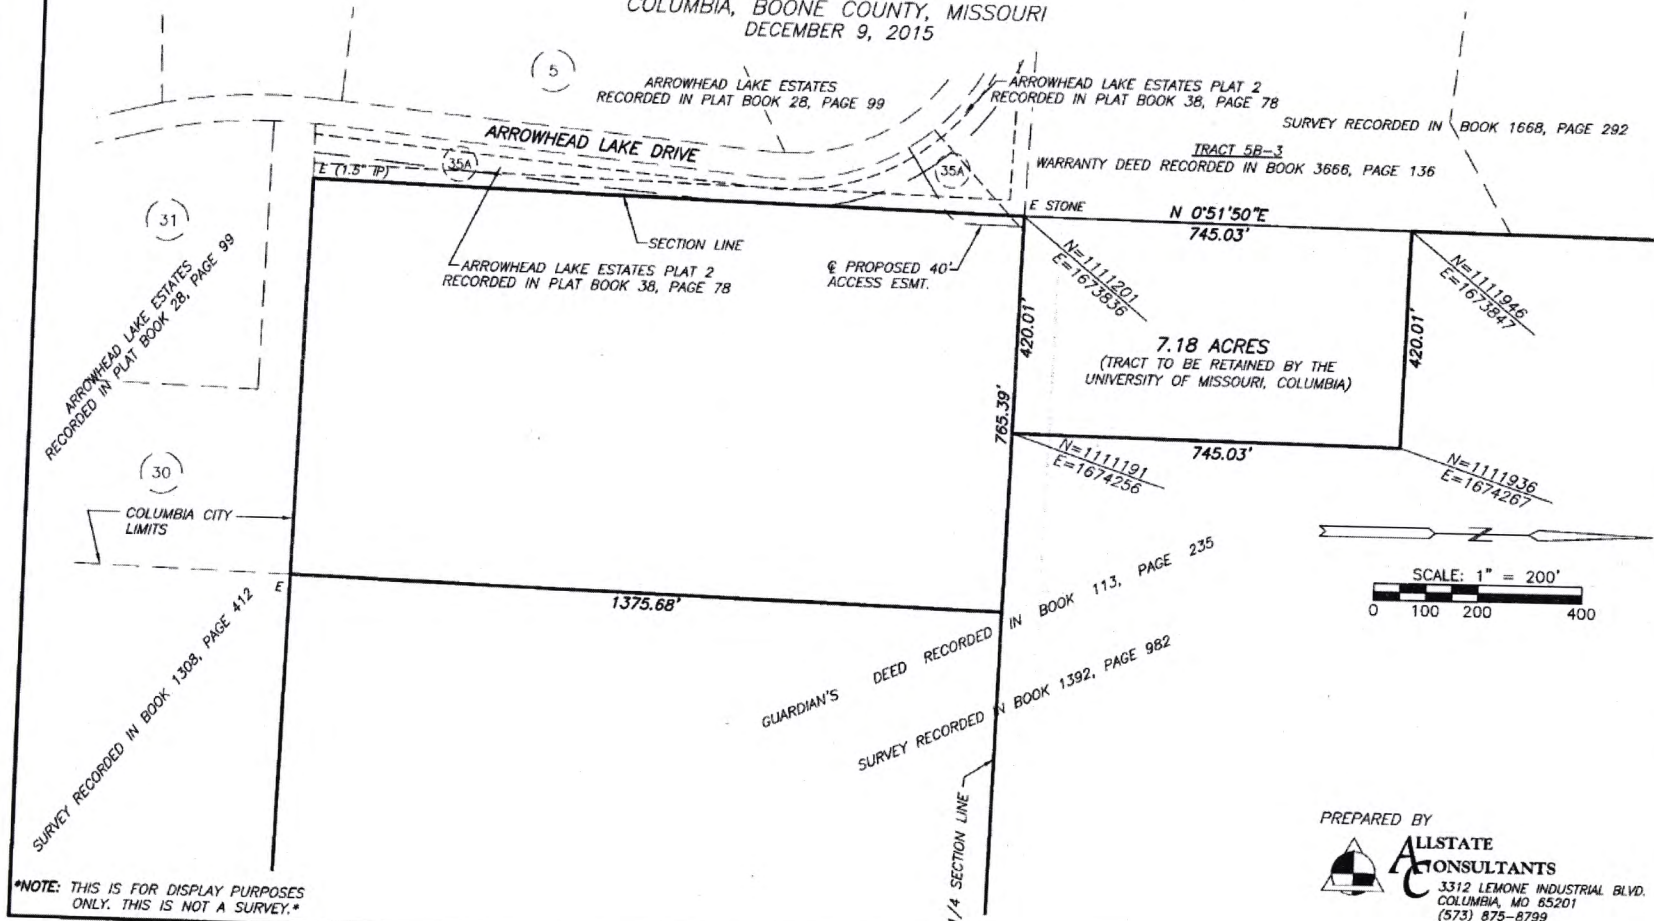 COLUMBIA, BOONE COUNTY, MISSOURI
DECEMBER 9, 2015
5
ARROWHEAD LAKE ESTATES
RECORDED IN PLAT BOOK 28, PAGE 99
ARROWHEAD LAKE ESTATES PLAT 2
RECORDED IN PLAT BOOK 38, PAGE 78
SURVEY RECORDED IN BOOK 1668, PAGE 292
TRACT 5B-3
WARRANTY DEED RECORDED IN BOOK 3666, PAGE 136
ARROWHEAD LAKE DRIVE
35A
35A
E (1.5" IP)
E STONE
N 0°51'50"E
745.03'
31
ARROWHEAD LAKE ESTATES
RECORDED IN PLAT BOOK 28, PAGE 99
SECTION LINE
ARROWHEAD LAKE ESTATES PLAT 2
RECORDED IN PLAT BOOK 38, PAGE 78
℄ PROPOSED 40'
ACCESS ESMT.
N=1111201
E=1673836
N=1111946
E=1673847
420.01'
7.18 ACRES
(TRACT TO BE RETAINED BY THE
UNIVERSITY OF MISSOURI, COLUMBIA)
420.01'
765.39'
745.03'
N=1111191
E=1674256
N=1111936
E=1674267
30
COLUMBIA CITY
LIMITS
E
1375.68'
GUARDIAN'S DEED RECORDED IN BOOK 113, PAGE 235
SURVEY RECORDED IN BOOK 1392, PAGE 982
SURVEY RECORDED IN BOOK 1308, PAGE 412
N
SCALE: 1" = 200'
0 100 200 400
1/4 SECTION LINE
PREPARED BY
ALLSTATE
CONSULTANTS
3312 LEMONE INDUSTRIAL BLVD.
COLUMBIA, MO 65201
(573) 875-8799
*NOTE: THIS IS FOR DISPLAY PURPOSES
ONLY. THIS IS NOT A SURVEY.*